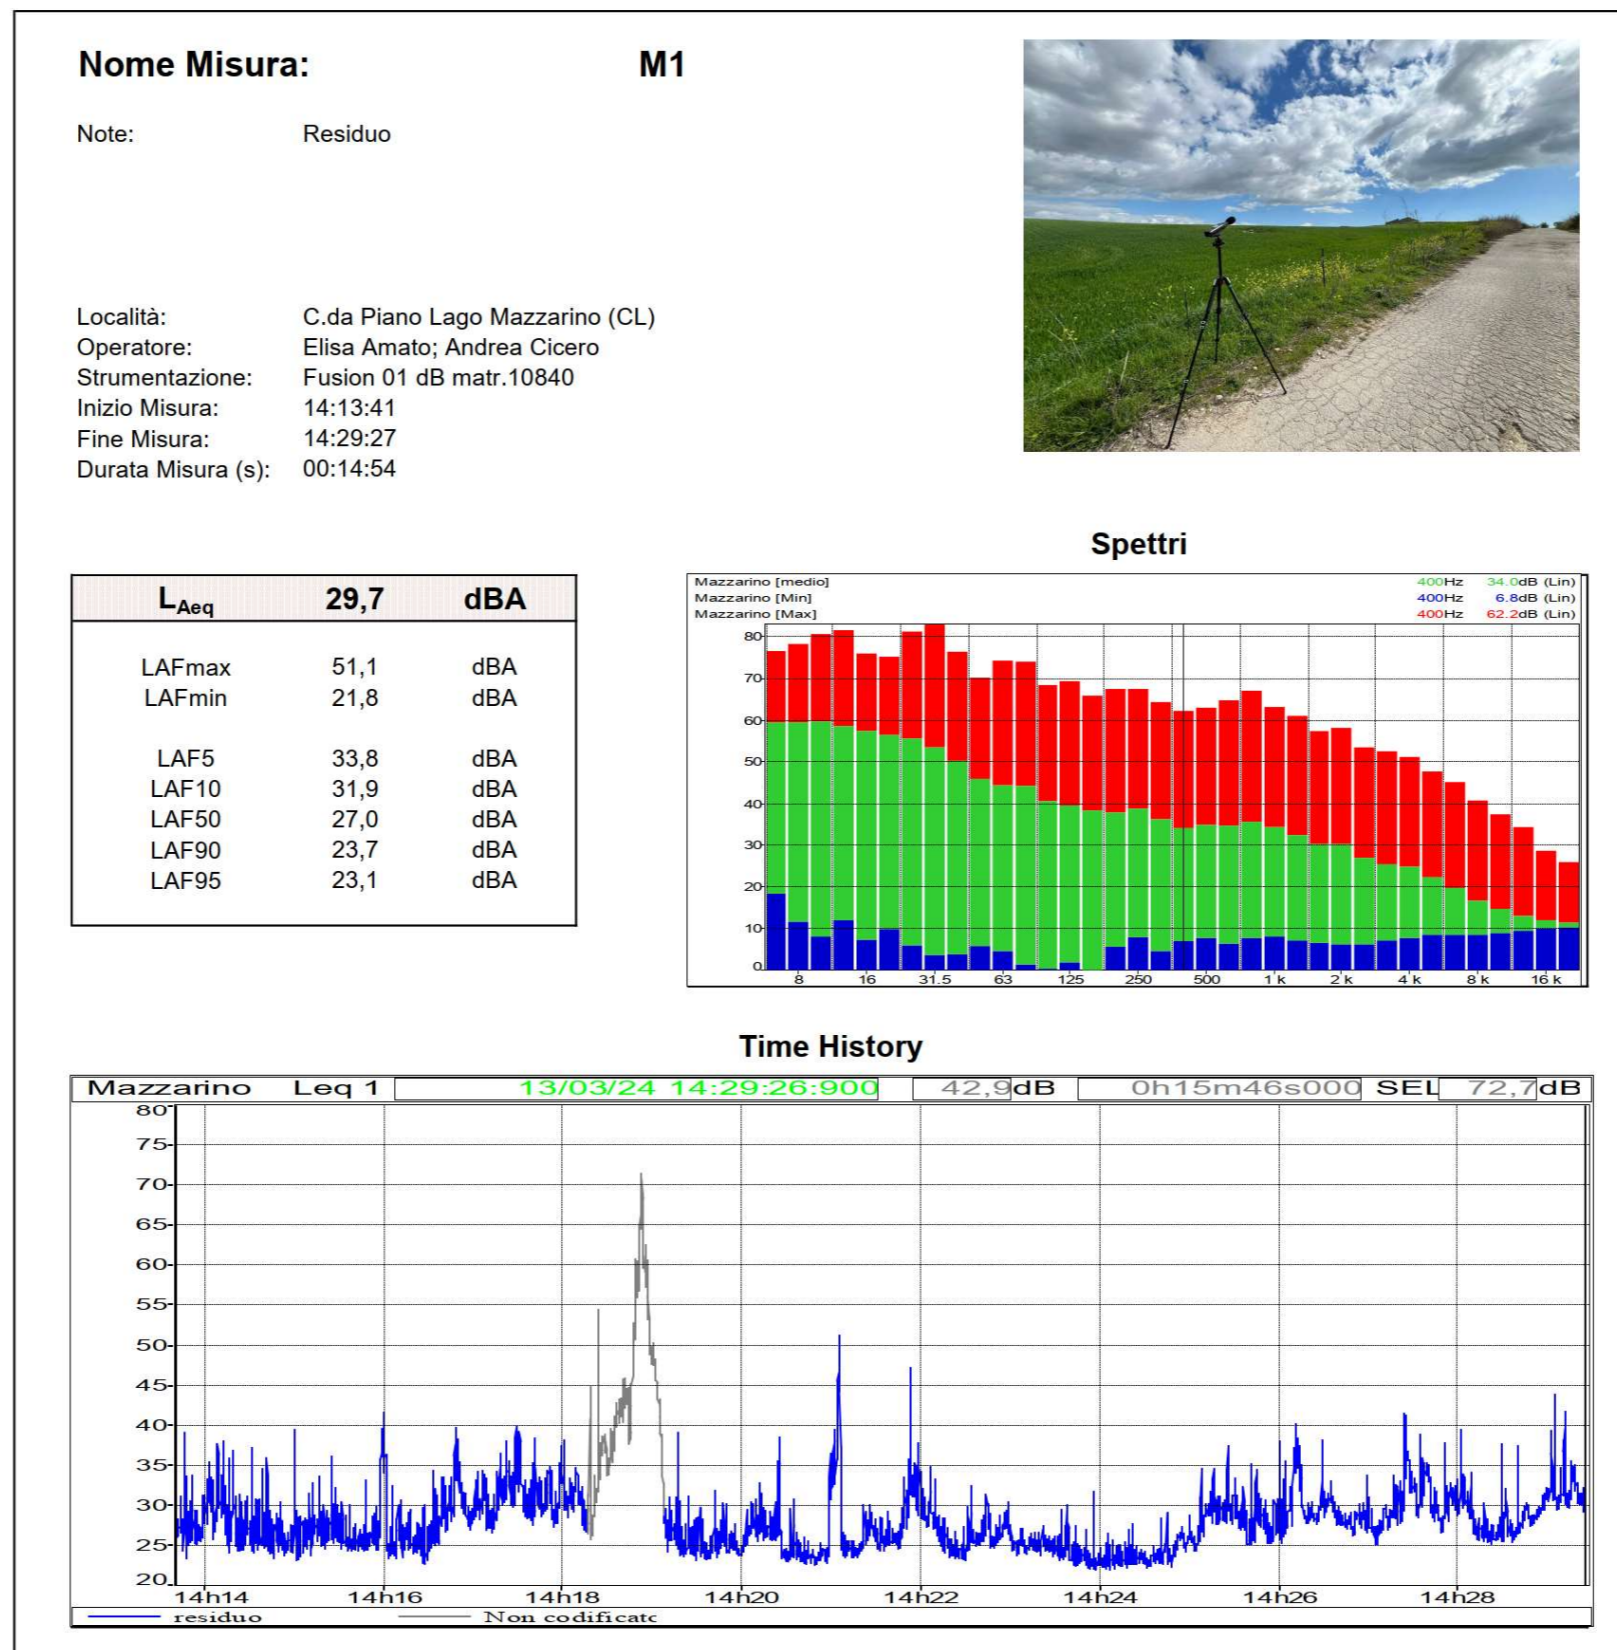 Nome Misura: M1
Note: Residuo
Località: C.da Piano Lago Mazzarino (CL)
Operatore: Elisa Amato; Andrea Cicero
Strumentazione: Fusion 01 dB matr.10840
Inizio Misura: 14:13:41
Fine Misura: 14:29:27
Durata Misura (s): 00:14:54
LAeq 29,7 dBA
LAFmax 51,1 dBA
LAFmin 21,8 dBA
LAF5 33,8 dBA
LAF10 31,9 dBA
LAF50 27,0 dBA
LAF90 23,7 dBA
LAF95 23,1 dBA
Spettri
Mazzarino [medio] 400Hz 34.0dB (Lin)
Mazzarino [Min] 400Hz 6.8dB (Lin)
Mazzarino [Max] 400Hz 62.2dB (Lin)
80
70
60
50
40
30
20
10
0
8 16 31.5 63 125 250 500 1 k 2 k 4 k 8 k 16 k
Time History
Mazzarino Leq 1 13/03/24 14:29:26:900 42,9dB 0h15m46s000 SEL 72,7dB
80
75
70
65
60
55
50
45
40
35
30
25
20
14h14 14h16 14h18 14h20 14h22 14h24 14h26 14h28
residuo Non codificato